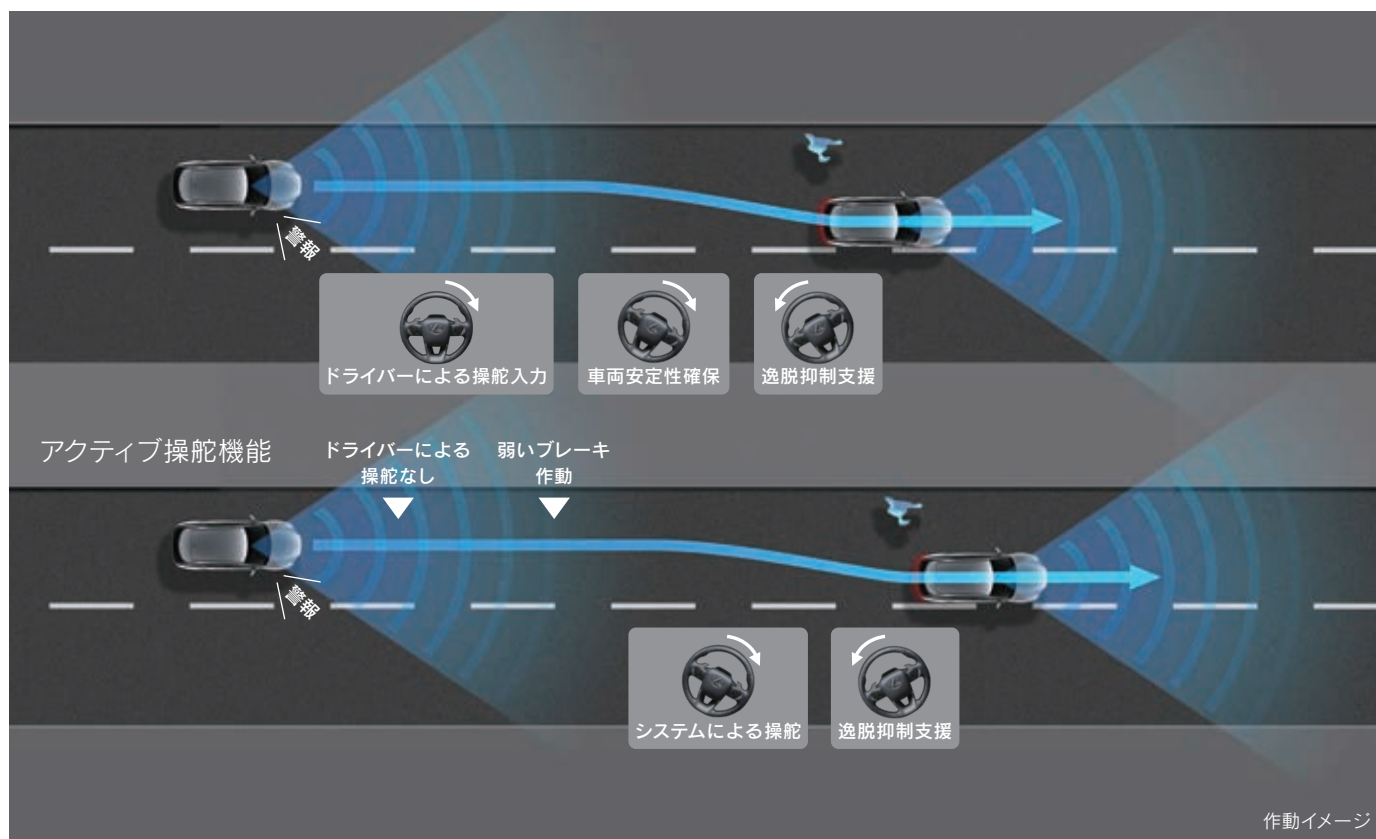 警報
ドライバーによる操舵入力
車両安定性確保
逸脱抑制支援
アクティブ操舵機能
ドライバーによる
操舵なし
弱いブレーキ
作動
警報
システムによる操舵
逸脱抑制支援
作動イメージ